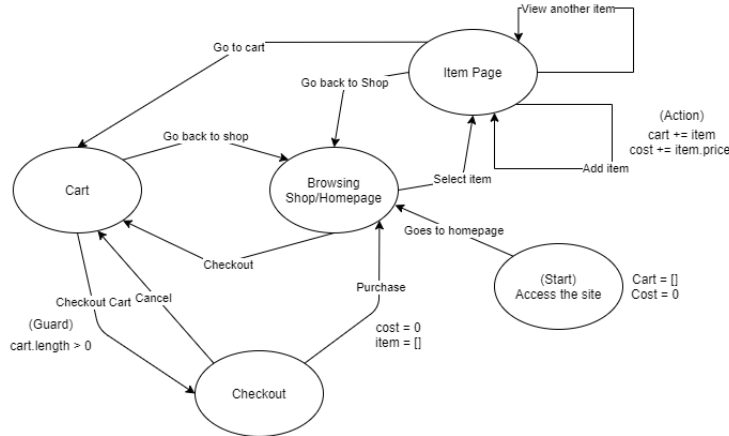 View another item
Go to cart
Item Page
Go back to Shop
(Action)
cart += item
cost += item.price
Go back to shop
Add item
Select item
Cart
Browsing
Shop/Homepage
Goes to homepage
Checkout
(Start)
Access the site
Cart = []
Cost = 0
Purchase
Checkout Cart
Cancel
(Guard)
cart.length > 0
cost = 0
item = []
Checkout